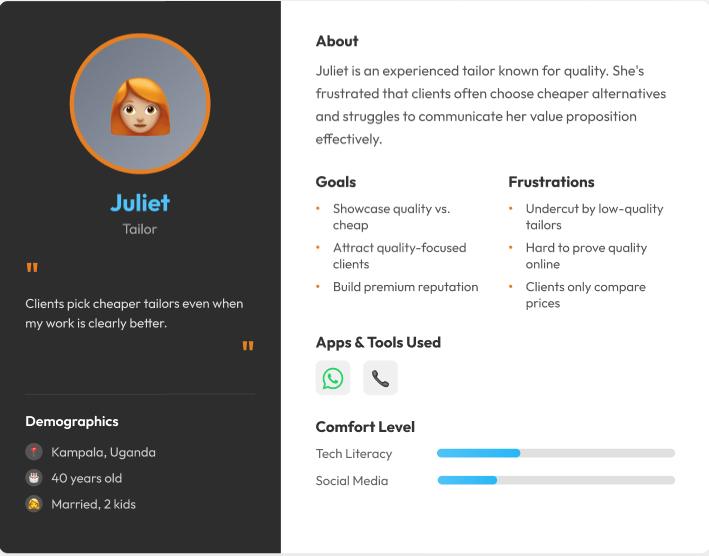 Juliet
Tailor
"
Clients pick cheaper tailors even when
my work is clearly better.
"
Demographics
Kampala, Uganda
40 years old
Married, 2 kids
About
Juliet is an experienced tailor known for quality. She's
frustrated that clients often choose cheaper alternatives
and struggles to communicate her value proposition
effectively.
Goals
• Showcase quality vs.
cheap
• Attract quality-focused
clients
• Build premium reputation
Frustrations
• Undercut by low-quality
tailors
• Hard to prove quality
online
• Clients only compare
prices
Apps & Tools Used
Comfort Level
Tech Literacy
Social Media